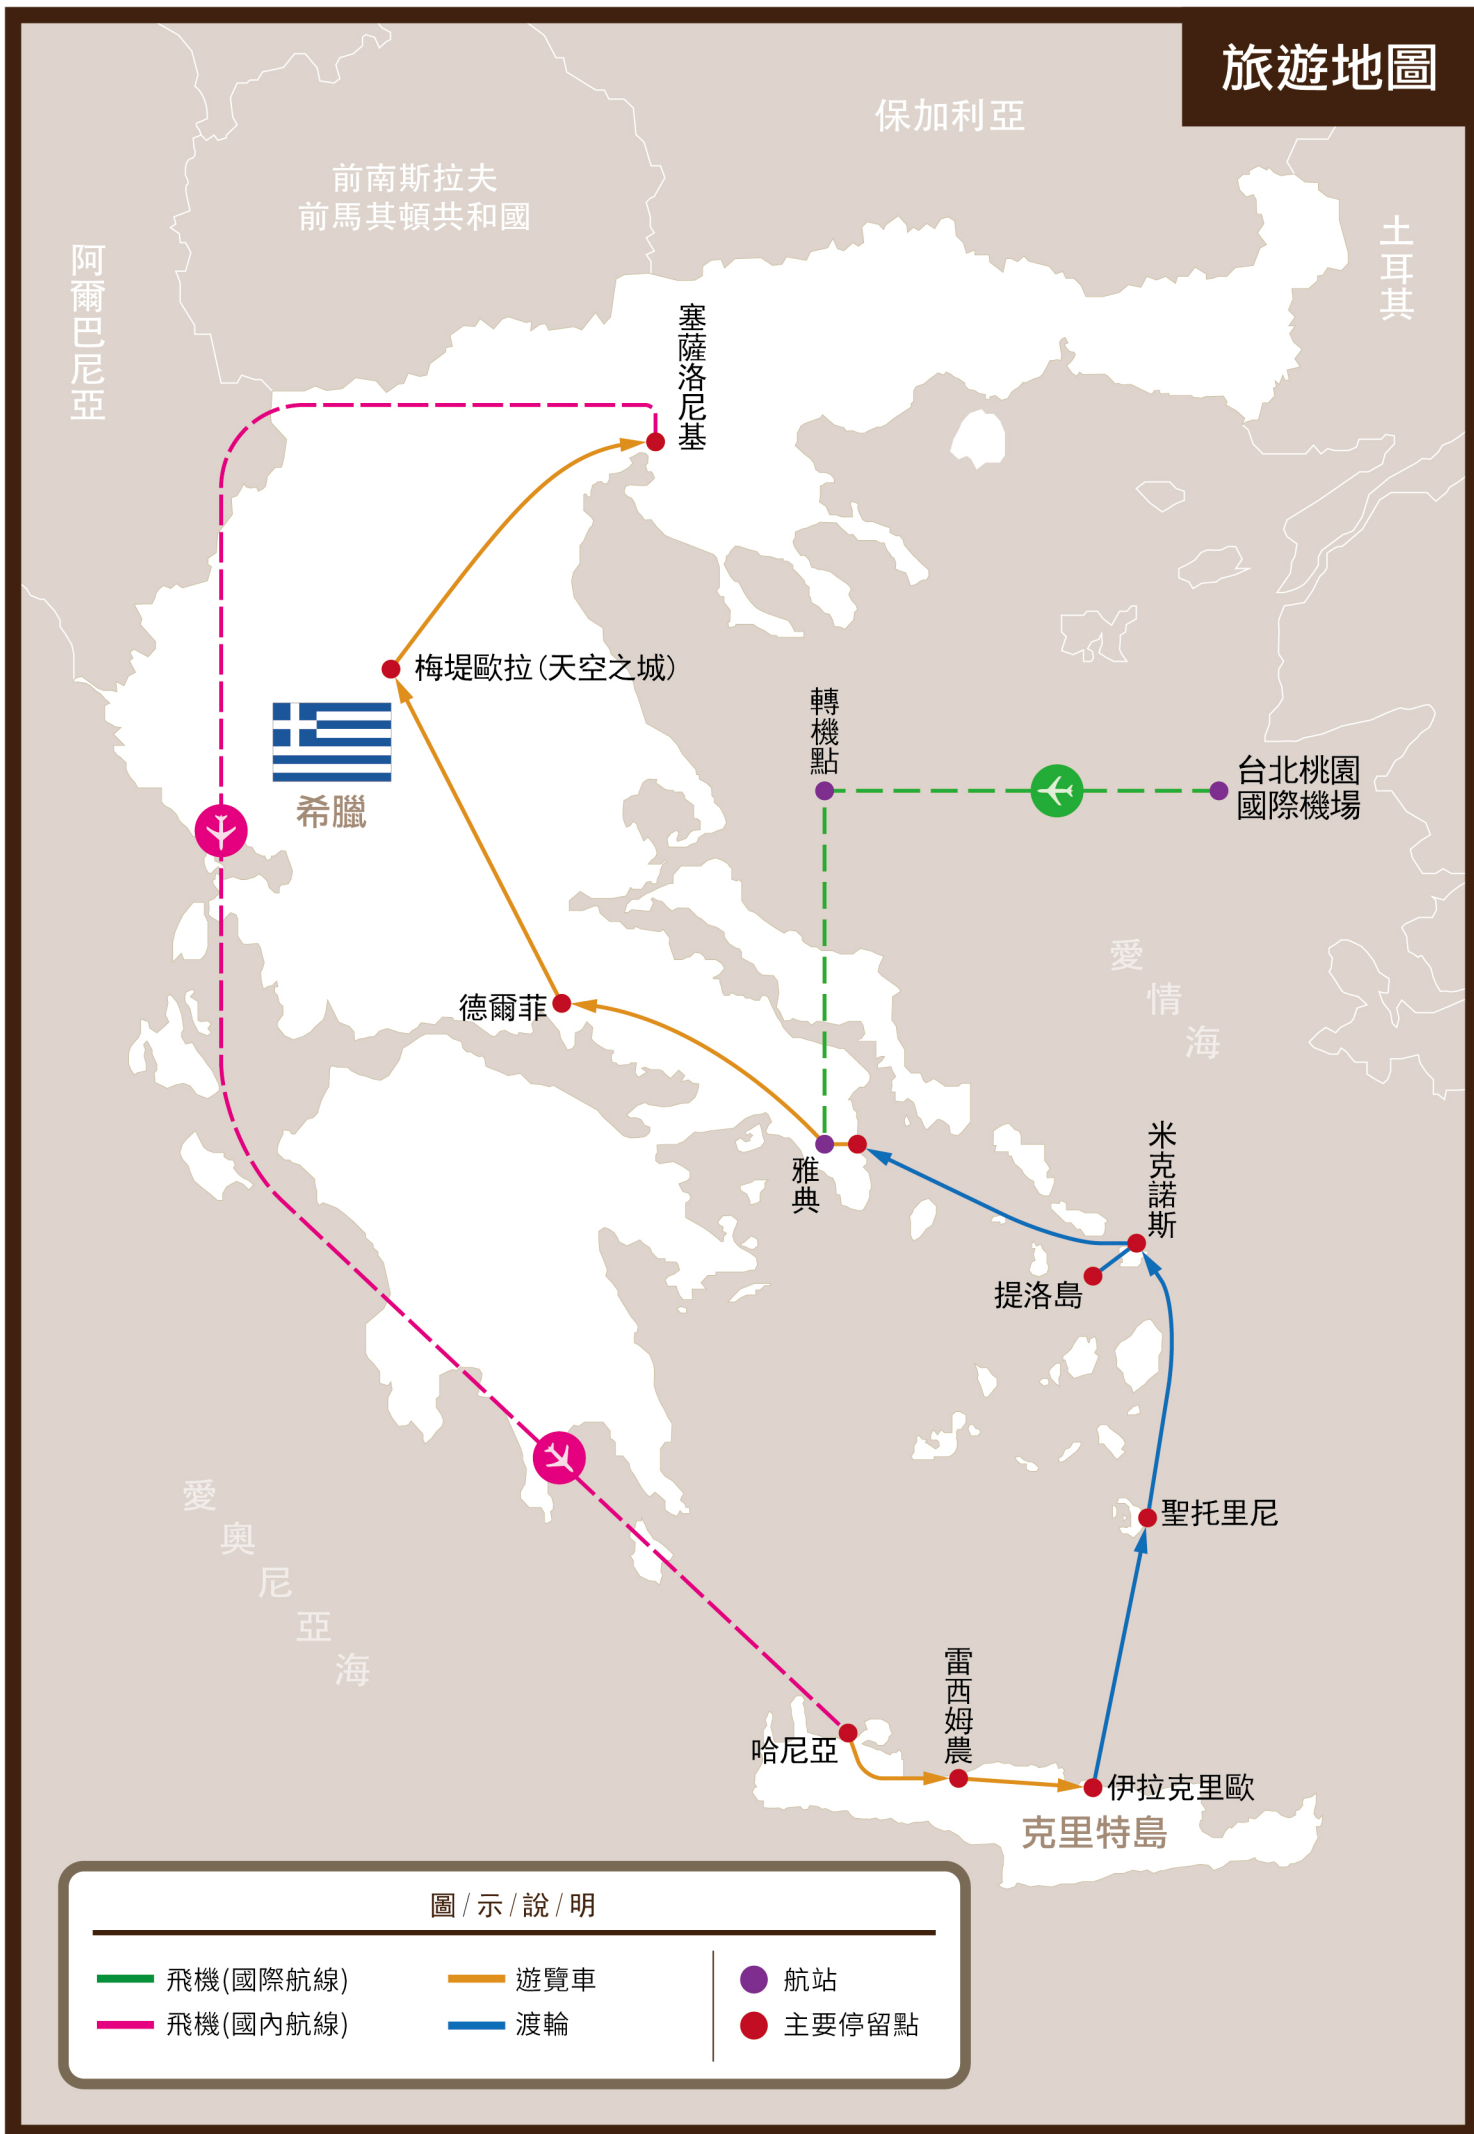 旅遊地圖
保加利亞
前南斯拉夫
前馬其頓共和國
土耳其
阿爾巴尼亞
塞薩洛尼基
梅堤歐拉(天空之城)
轉機點
台北桃園
國際機場
希臘
愛情海
德爾菲
米克諾斯
雅典
提洛島
愛奧尼亞海
聖托里尼
雷西姆農
哈尼亞
伊拉克里歐
克里特島
圖/示/說/明
飛機(國際航線)
遊覽車
航站
飛機(國內航線)
渡輪
主要停留點